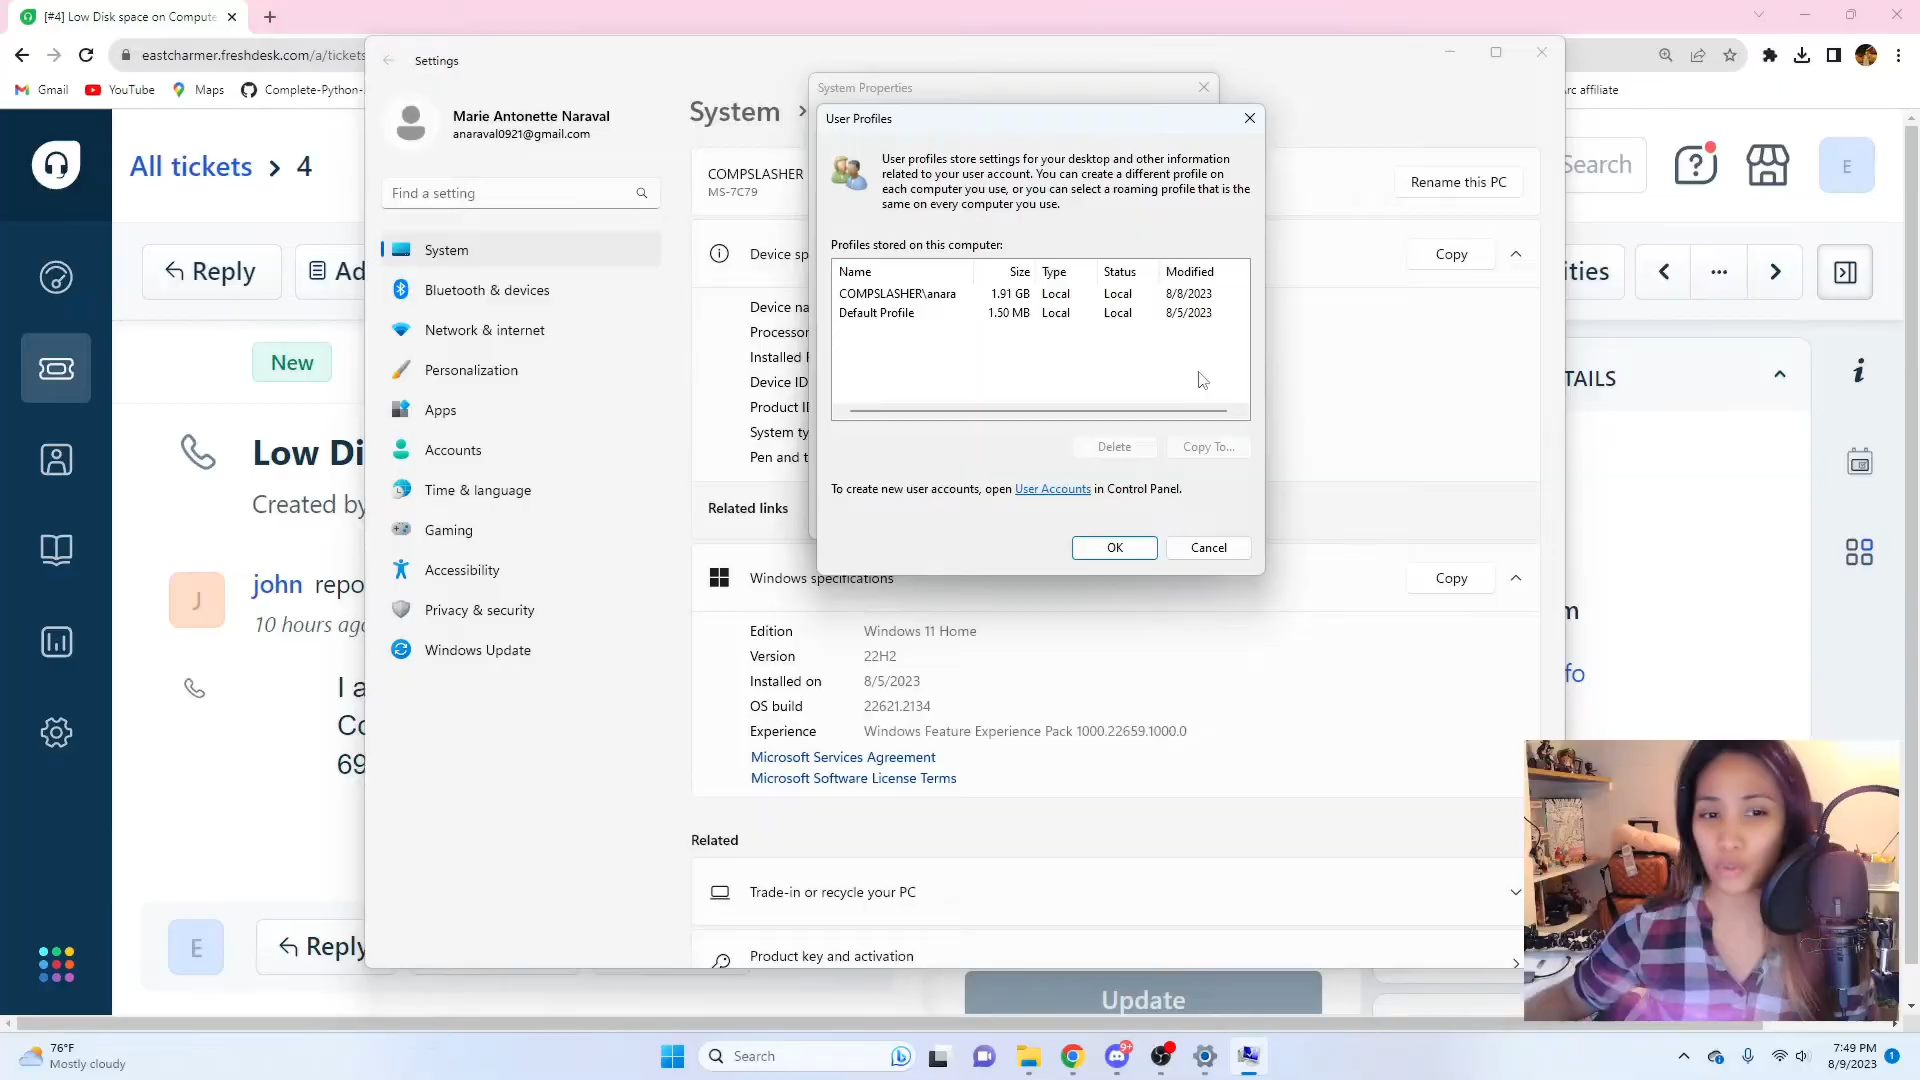 [#4] Low Disk space on Compute
eastcharmer.freshdesk.com/a/tickets
Gmail
YouTube
Maps
Complete-Python-
rc affiliate
All tickets > 4
Search
E
Reply
Ad
ities
New
Low Di
Created by
john repo
10 hours ago
I a
Co
69
J
E
Reply
Update
TAILS
m
fo
Settings
Marie Antonette Naraval
anaraval0921@gmail.com
Find a setting
System
Bluetooth & devices
Network & internet
Personalization
Apps
Accounts
Time & language
Gaming
Accessibility
Privacy & security
Windows Update
System >
COMPSLASHER
MS-7C79
Rename this PC
Device sp
Copy
Device na
Processor
Installed R
Device ID
Product ID
System ty
Pen and t
Related links
Windows specifications
Copy
Edition Windows 11 Home
Version 22H2
Installed on 8/5/2023
OS build 22621.2134
Experience Windows Feature Experience Pack 1000.22659.1000.0
Microsoft Services Agreement
Microsoft Software License Terms
Related
Trade-in or recycle your PC
Product key and activation
System Properties
User Profiles
User profiles store settings for your desktop and other information
related to your user account. You can create a different profile on
each computer you use, or you can select a roaming profile that is the
same on every computer you use.
Profiles stored on this computer:
Name Size Type Status Modified
COMPSLASHER\anara 1.91 GB Local Local 8/8/2023
Default Profile 1.50 MB Local Local 8/5/2023
Delete Copy To...
To create new user accounts, open User Accounts in Control Panel.
OK Cancel
76°F
Mostly cloudy
Search
9+
7:49 PM
8/9/2023
1